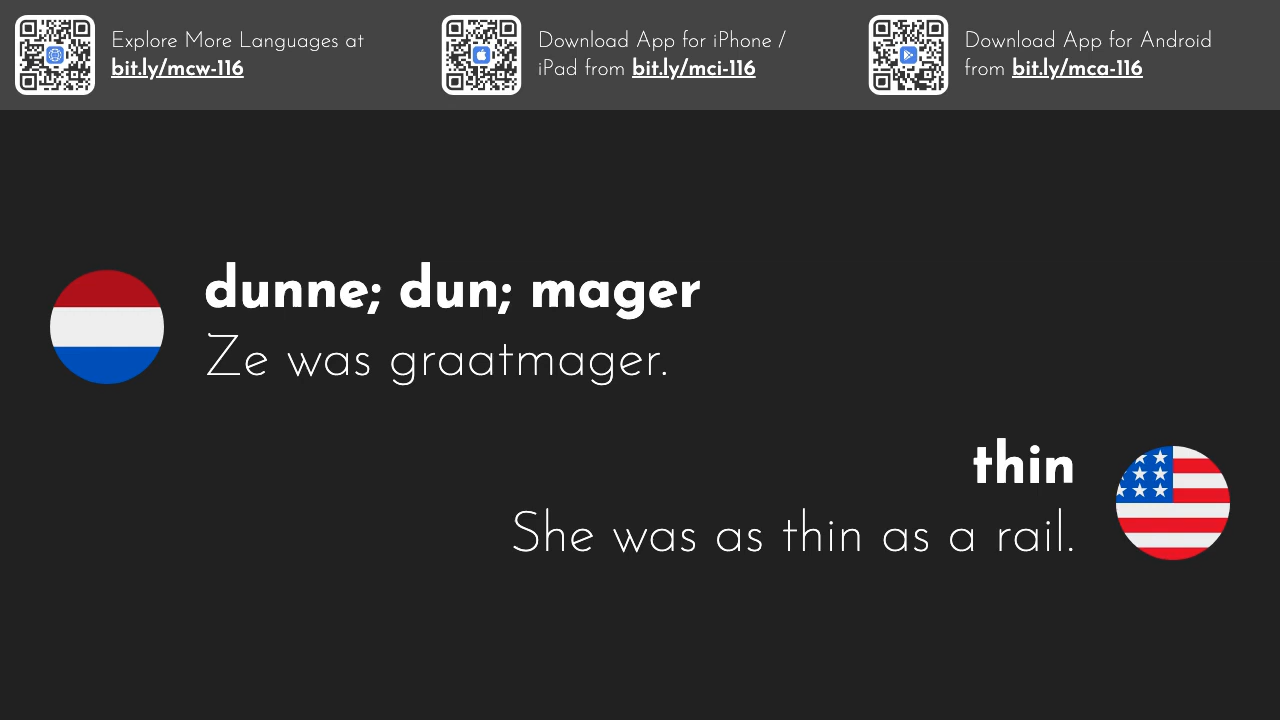 Explore More Languages at
bit.ly/mcw-116
Download App for iPhone /
iPad from bit.ly/mci-116
Download App for Android
from bit.ly/mca-116
dunne; dun; mager
Ze was graatmager.
thin
She was as thin as a rail.